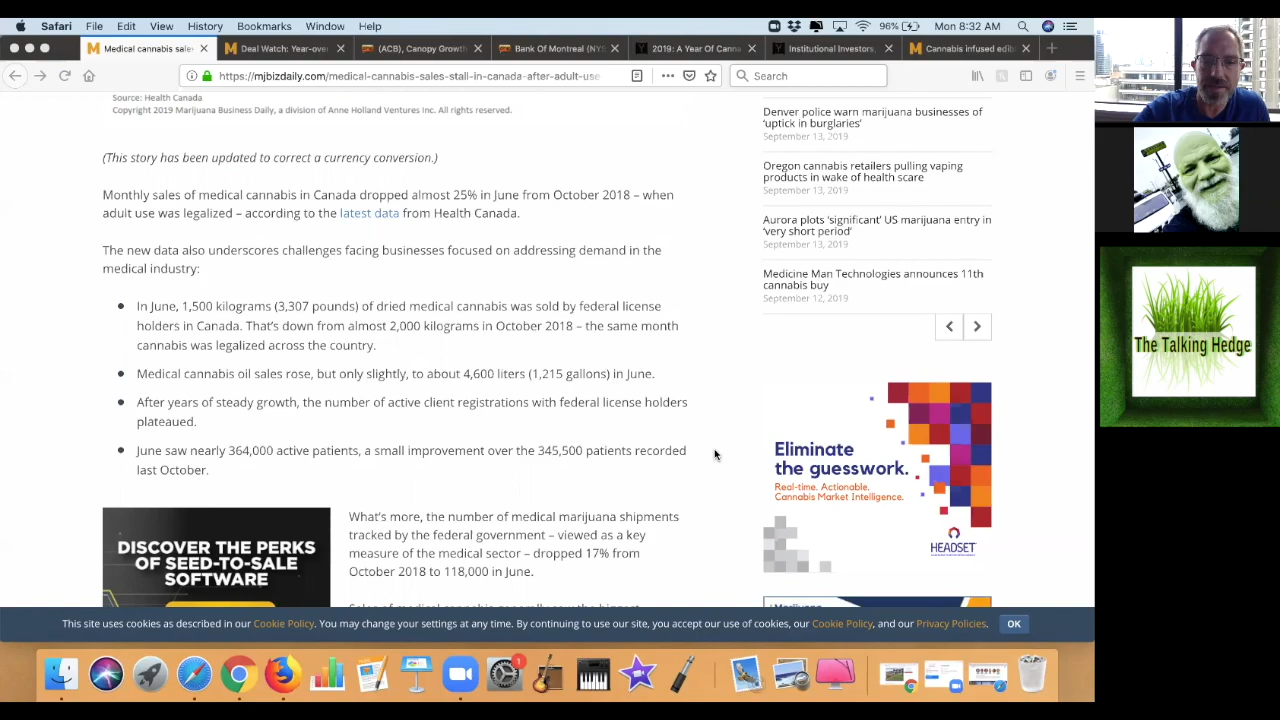 Safari File Edit View History Bookmarks Window Help 96% Mon 8:32 AM
Medical cannabis sale Deal Watch: Year-over (ACB), Canopy Growth Bank Of Montreal (NYS 2019: A Year Of Canna Institutional Investors, Cannabis infused edib
https://mjbizdaily.com/medical-cannabis-sales-stall-in-canada-after-adult-use- Search
Source: Health Canada
Copyright 2019 Marijuana Business Daily, a division of Anne Holland Ventures Inc. All rights reserved.
(This story has been updated to correct a currency conversion.)
Monthly sales of medical cannabis in Canada dropped almost 25% in June from October 2018 – when
adult use was legalized – according to the latest data from Health Canada.
The new data also underscores challenges facing businesses focused on addressing demand in the
medical industry:
In June, 1,500 kilograms (3,307 pounds) of dried medical cannabis was sold by federal license
holders in Canada. That's down from almost 2,000 kilograms in October 2018 – the same month
cannabis was legalized across the country.
Medical cannabis oil sales rose, but only slightly, to about 4,600 liters (1,215 gallons) in June.
After years of steady growth, the number of active client registrations with federal license holders
plateaued.
June saw nearly 364,000 active patients, a small improvement over the 345,500 patients recorded
last October.
DISCOVER THE PERKS
OF SEED-TO-SALE
SOFTWARE
What's more, the number of medical marijuana shipments
tracked by the federal government – viewed as a key
measure of the medical sector – dropped 17% from
October 2018 to 118,000 in June.
Denver police warn marijuana businesses of
'uptick in burglaries'
September 13, 2019
Oregon cannabis retailers pulling vaping
products in wake of health scare
September 13, 2019
Aurora plots 'significant' US marijuana entry in
'very short period'
September 13, 2019
Medicine Man Technologies announces 11th
cannabis buy
September 12, 2019
Eliminate
the guesswork.
Real-time. Actionable.
Cannabis Market Intelligence.
HEADSET
This site uses cookies as described in our Cookie Policy. You may change your settings at any time. By continuing to use our site, you accept our use of cookies, our Cookie Policy, and our Privacy Policies. OK
1
The Talking Hedge